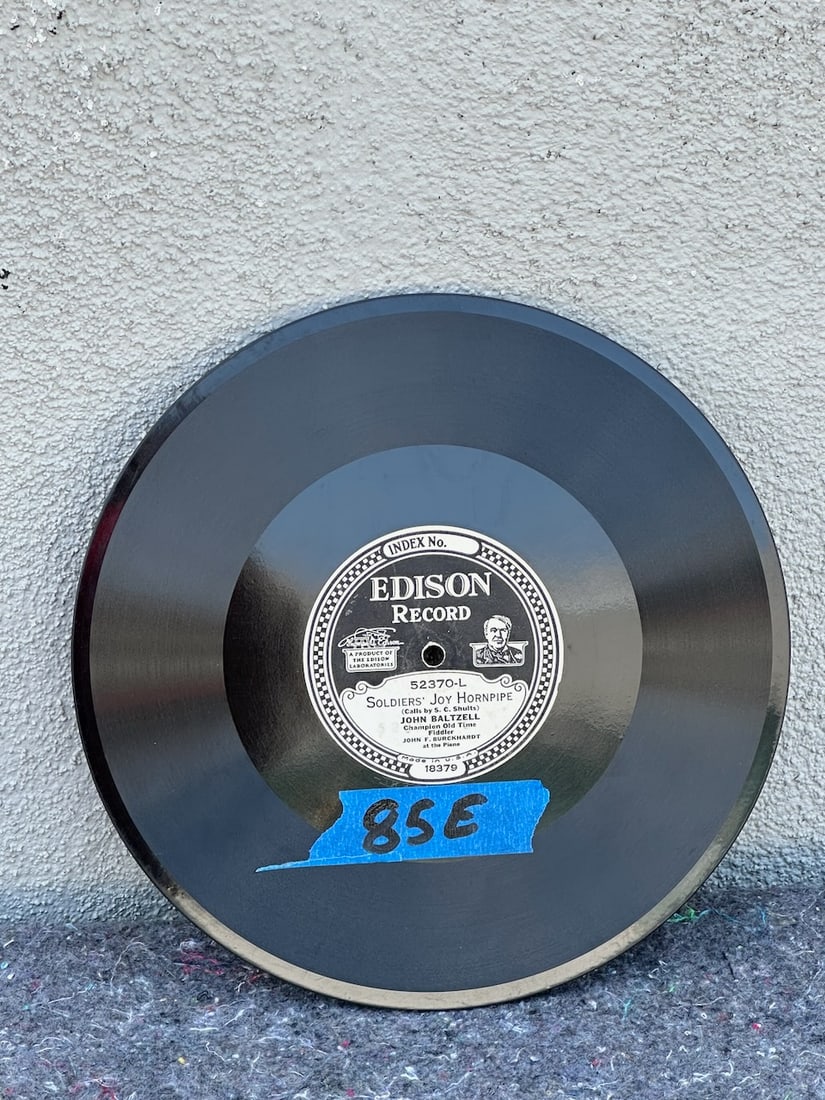 INDEX No.
EDISON
RECORD
A PRODUCT OF
THE EDISON
LABORATORIES
52370-L
SOLDIERS' JOY HORNPIPE
(Calls by S. C. Shults)
JOHN BALTZELL
Champion Old Time
Fiddler
JOHN F. BURCKHARDT
at the Piano
Made in U.S.A.
18379
85E